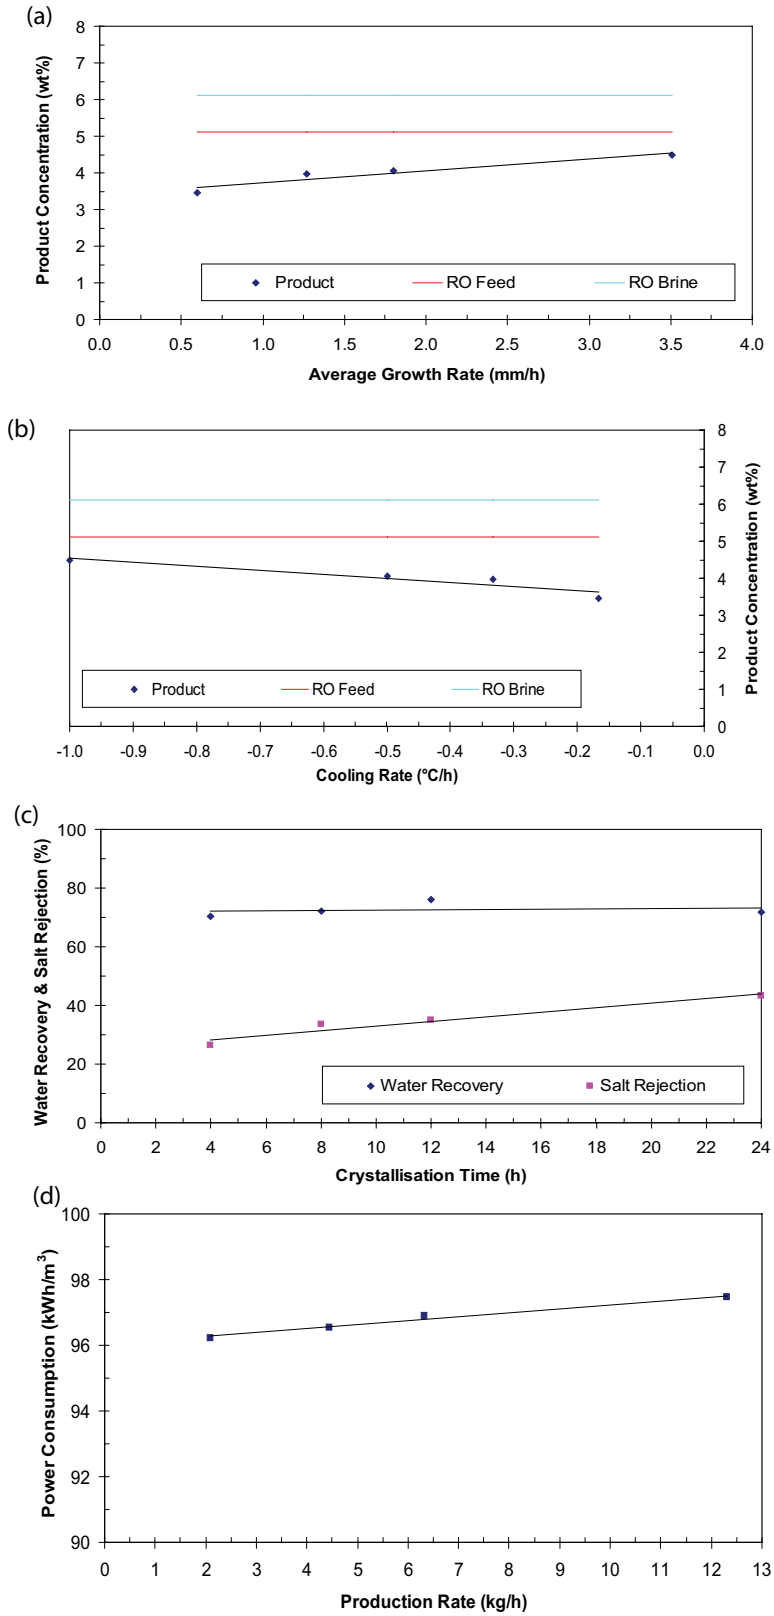 (a)
8
7
6
5
4
3
2
1
0
Product Concentration (wt%)
Product RO Feed RO Brine
0.0 0.5 1.0 1.5 2.0 2.5 3.0 3.5 4.0
Average Growth Rate (mm/h)
(b)
8
7
6
5
4
3
2
1
0
Product Concentration (wt%)
Product RO Feed RO Brine
-1.0 -0.9 -0.8 -0.7 -0.6 -0.5 -0.4 -0.3 -0.2 -0.1 0.0
Cooling Rate (°C/h)
(c)
100
80
60
40
20
0
Water Recovery & Salt Rejection (%)
Water Recovery Salt Rejection
0 2 4 6 8 10 12 14 16 18 20 22 24
Crystallisation Time (h)
(d)
100
98
96
94
92
90
Power Consumption (kWh/m³)
0 1 2 3 4 5 6 7 8 9 10 11 12 13
Production Rate (kg/h)